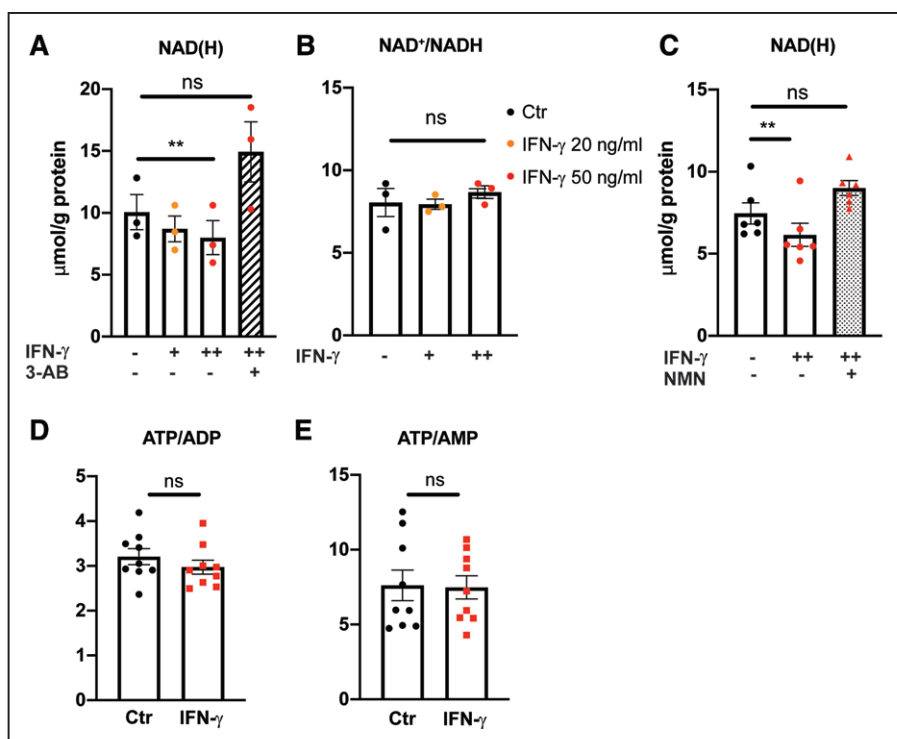 A
NAD(H)
20
15
10
5
0
μmol/g protein
ns
**
IFN-γ - + ++ ++
3-AB - - - +
B
NAD⁺/NADH
15
10
5
0
ns
IFN-γ - + ++
Ctr
IFN-γ 20 ng/ml
IFN-γ 50 ng/ml
C
NAD(H)
15
10
5
0
μmol/g protein
ns
**
IFN-γ - ++ ++
NMN - - +
D
ATP/ADP
5
4
3
2
1
0
ns
Ctr IFN-γ
E
ATP/AMP
15
10
5
0
ns
Ctr IFN-γ